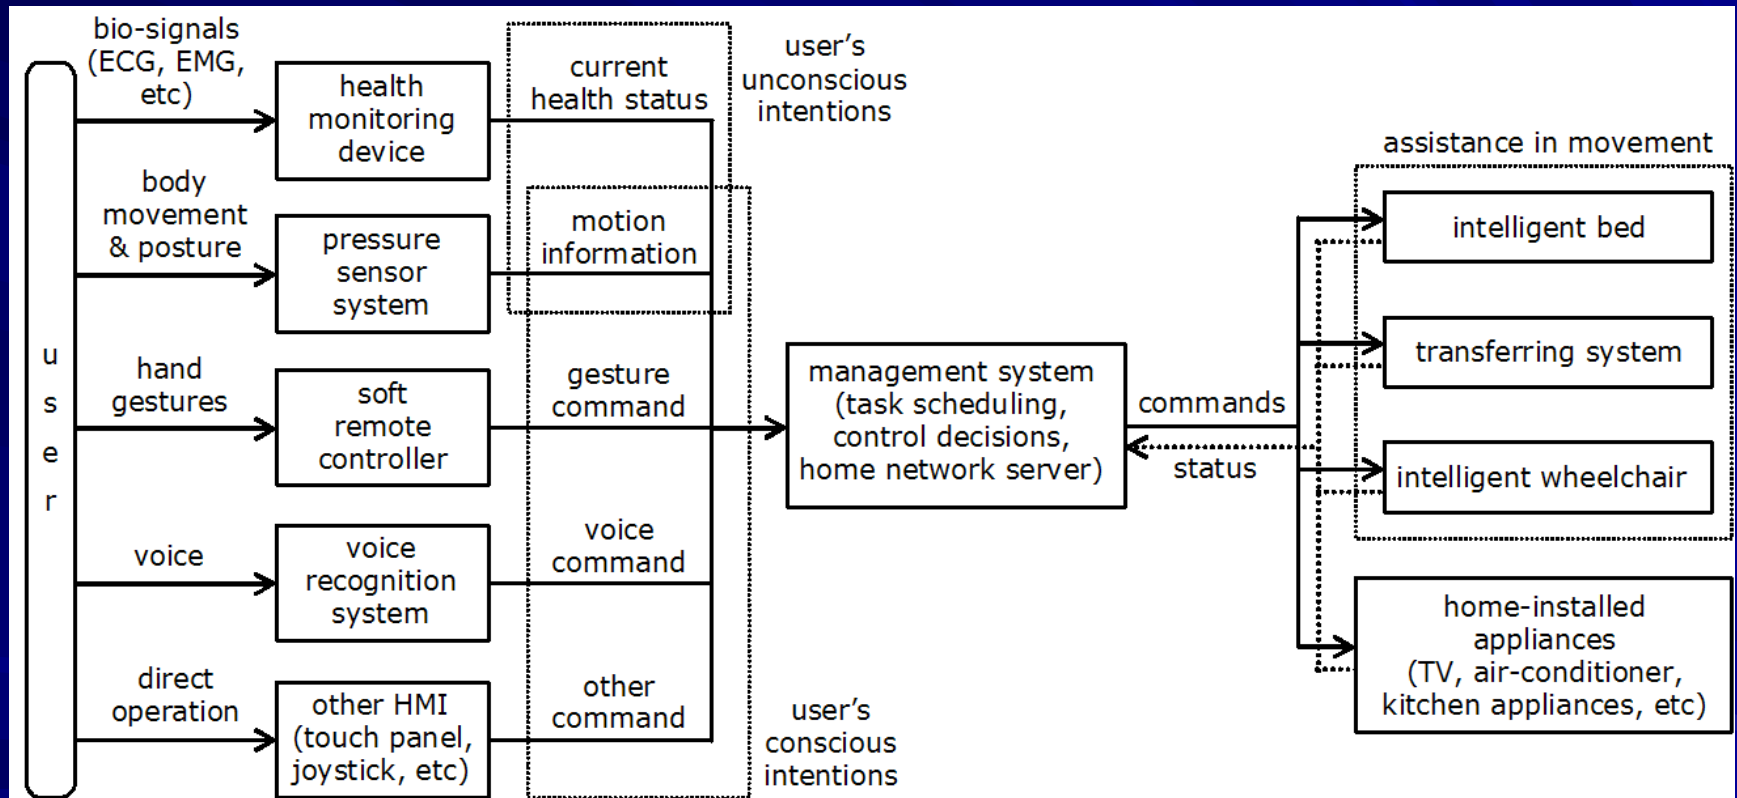 bio-signals
(ECG, EMG,
etc)
body
movement
& posture
hand
gestures
voice
direct
operation
user
health
monitoring
device
pressure
sensor
system
soft
remote
controller
voice
recognition
system
other HMI
(touch panel,
joystick, etc)
current
health status
motion
information
gesture
command
voice
command
other
command
user's
unconscious
intentions
user's
conscious
intentions
management system
(task scheduling,
control decisions,
home network server)
commands
status
assistance in movement
intelligent bed
transferring system
intelligent wheelchair
home-installed
appliances
(TV, air-conditioner,
kitchen appliances, etc)